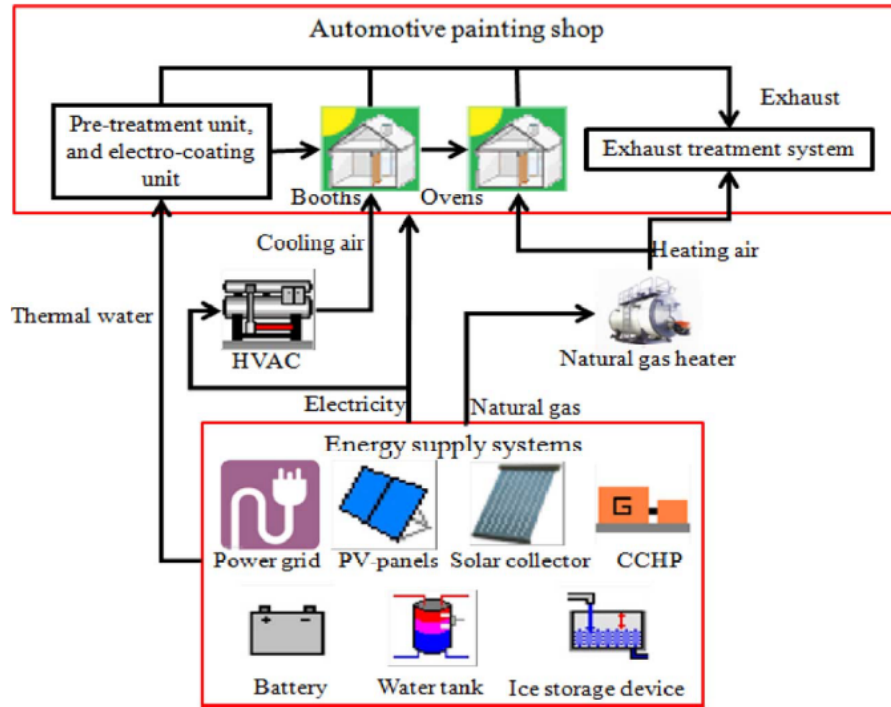 Automotive painting shop
Exhaust
Pre-treatment unit,
and electro-coating
unit
Exhaust treatment system
Booths
Ovens
Cooling air
Heating air
Thermal water
HVAC
Natural gas heater
Electricity
Natural gas
Energy supply systems
G
Power grid
PV-panels
Solar collector
CCHP
+ -
Battery
Water tank
Ice storage device